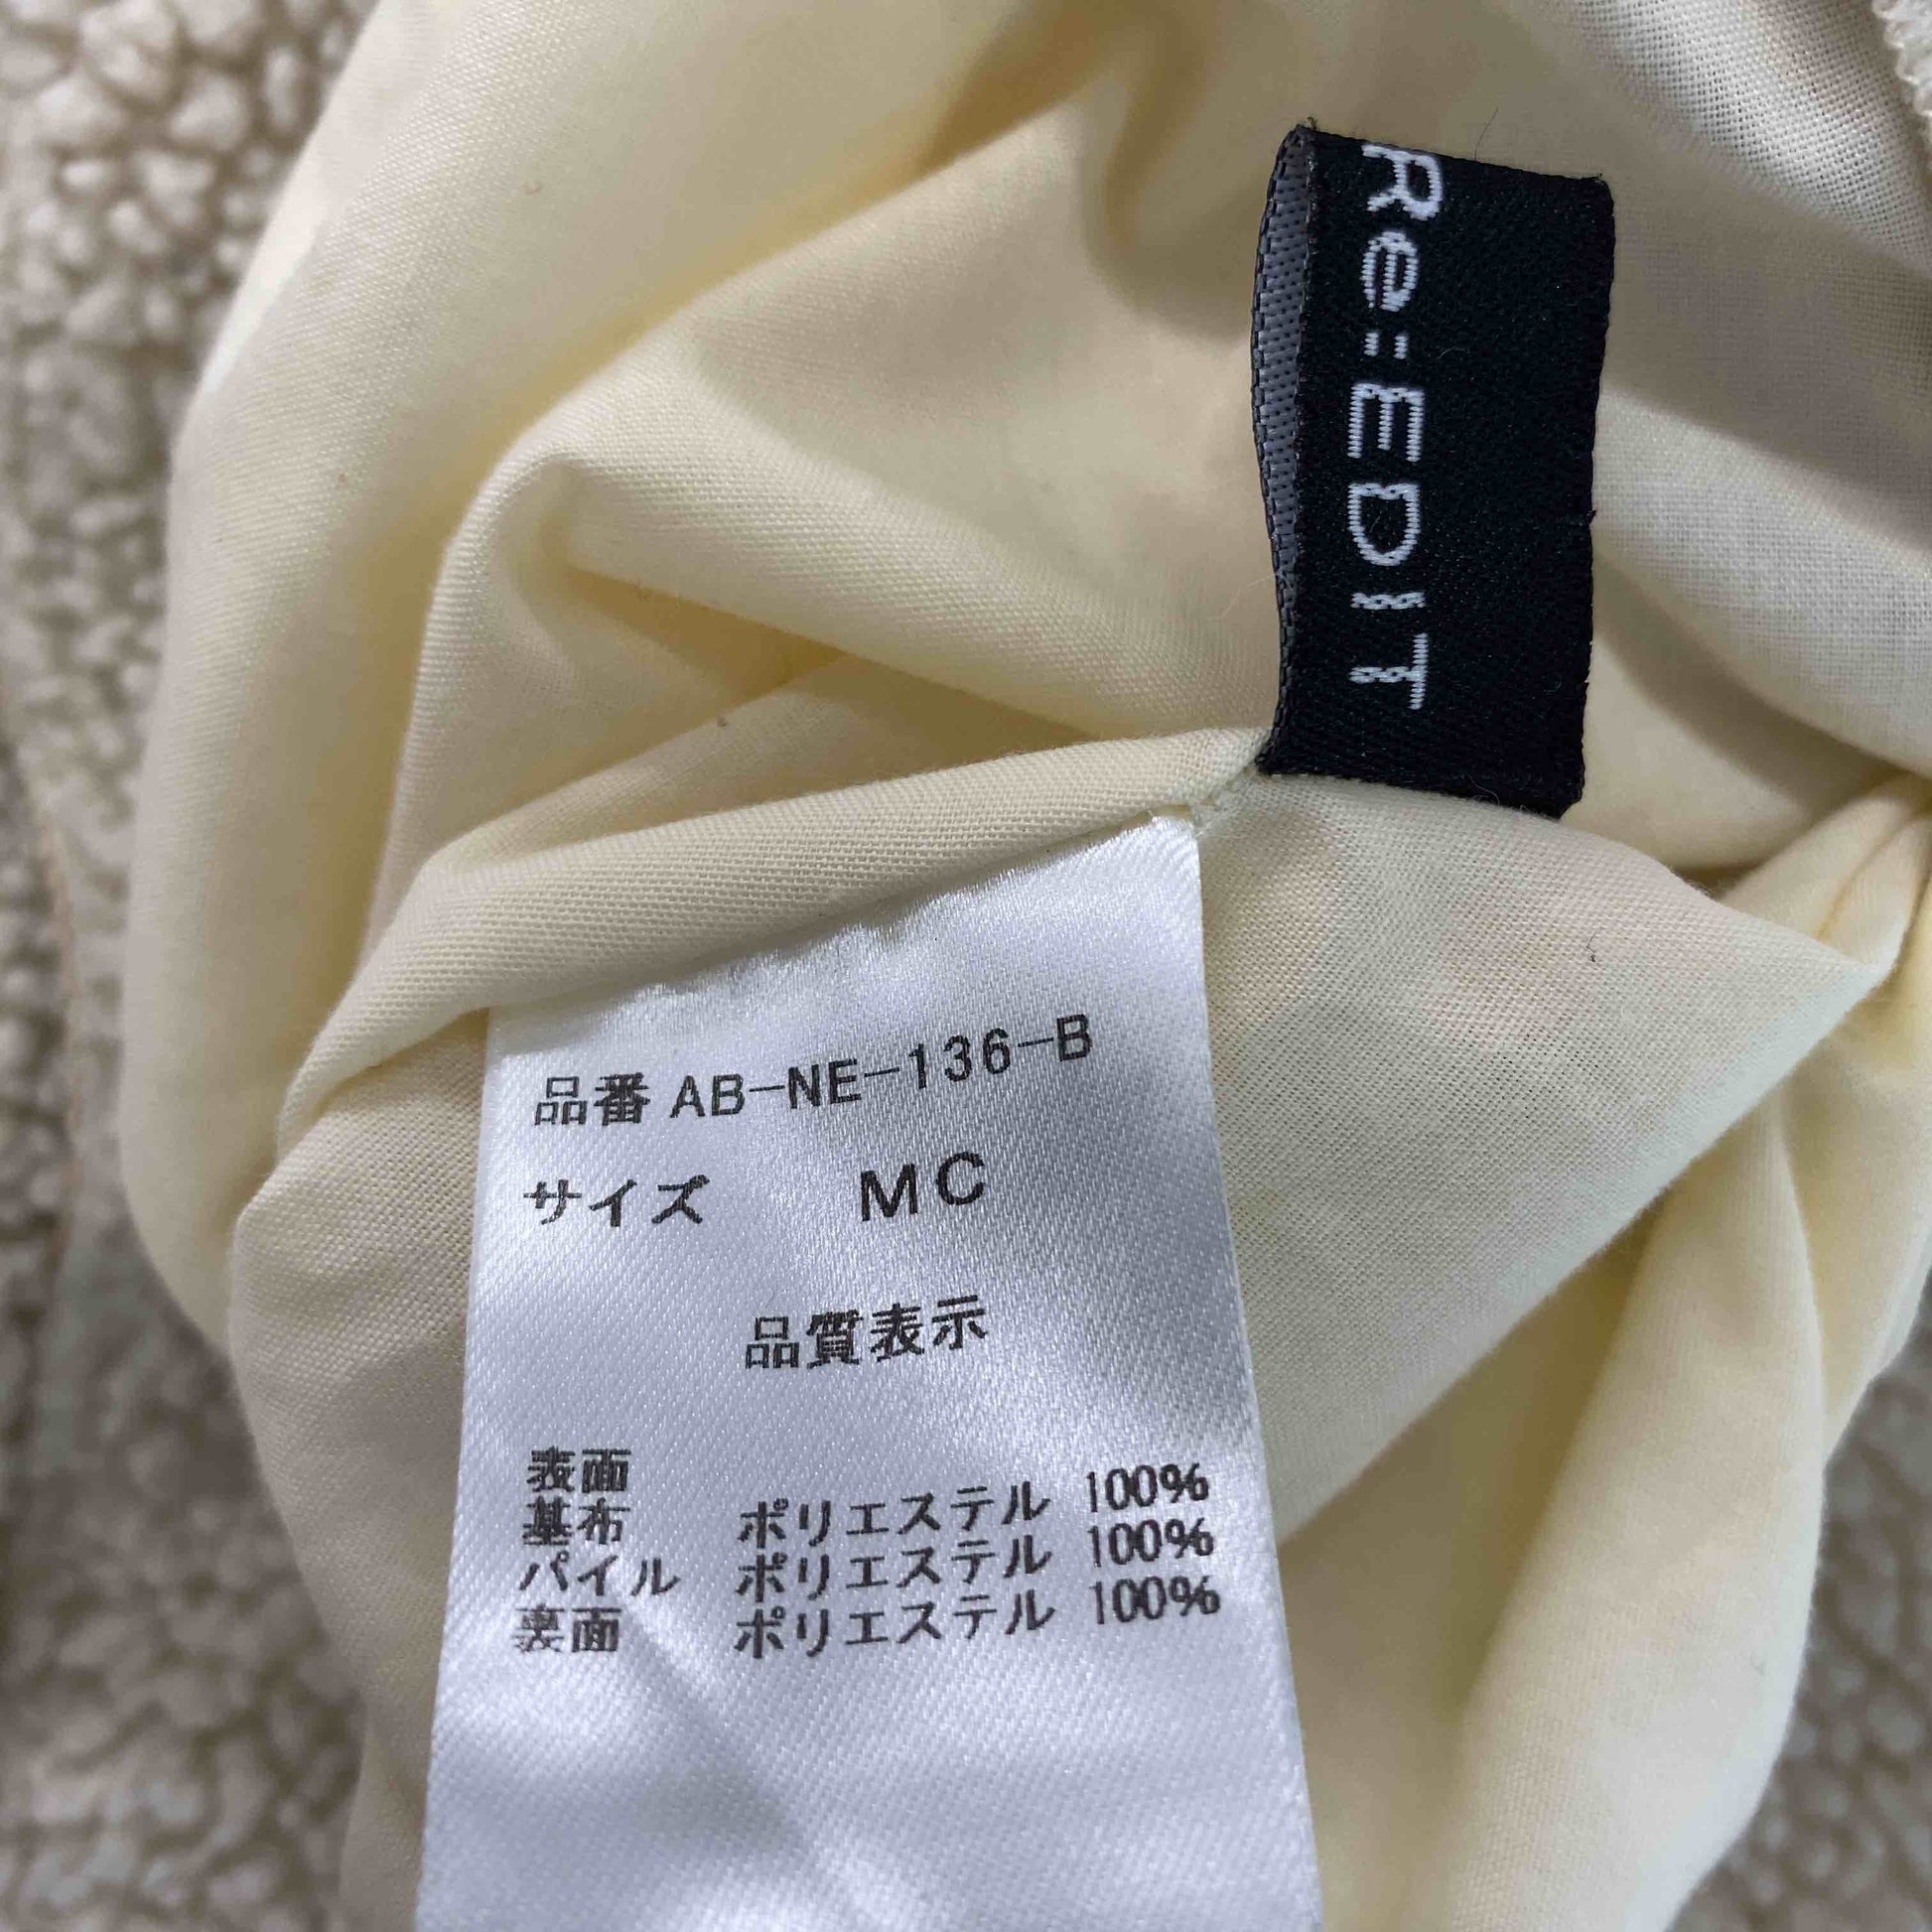 Re:EDIT
品番 AB-NE-136-B
サイズ MC
品質表示
表面
基布 ポリエステル 100%
パイル ポリエステル 100%
裏面 ポリエステル 100%